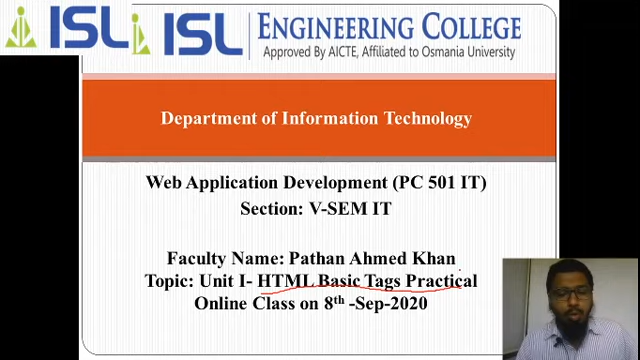 ISL ISL ENGINEERING COLLEGE
Approved By AICTE, Affiliated to Osmania University
Department of Information Technology
Web Application Development (PC 501 IT)
Section: V-SEM IT
Faculty Name: Pathan Ahmed Khan
Topic: Unit I- HTML Basic Tags Practical
Online Class on 8th -Sep-2020